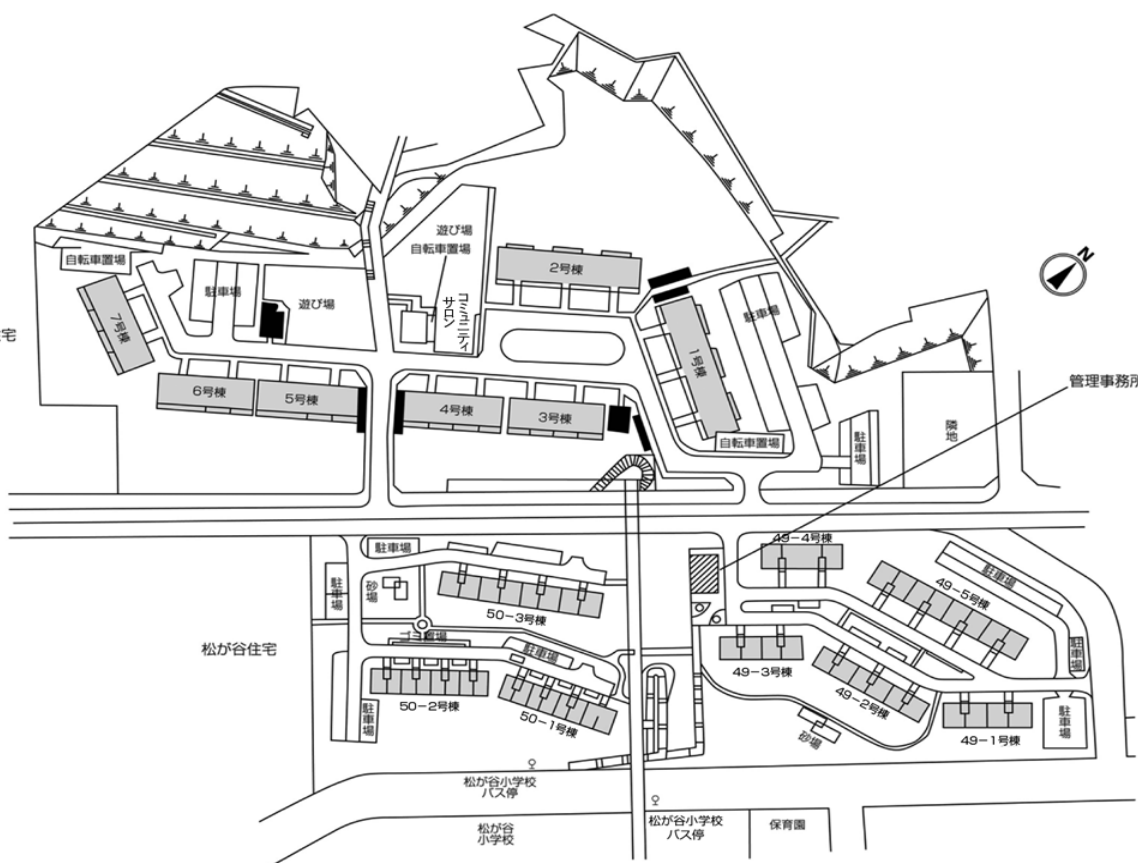 遊び場
自転車置場
コミュニティ
サロン
2号棟
自転車置場
駐車場
遊び場
7号棟
6号棟
5号棟
4号棟
3号棟
1号棟
駐車場
自転車置場
駐車場
隣地
N
管理事務所
宅
駐車場
駐車場
砂場
50-3号棟
ゴミ置場
駐車場
松が谷住宅
50-2号棟
50-1号棟
駐車場
49-4号棟
49-5号棟
駐車場
駐車場
49-3号棟
49-2号棟
49-1号棟
駐車場
砂場
松が谷小学校
バス停
松が谷
小学校
松が谷小学校
バス停
保育園